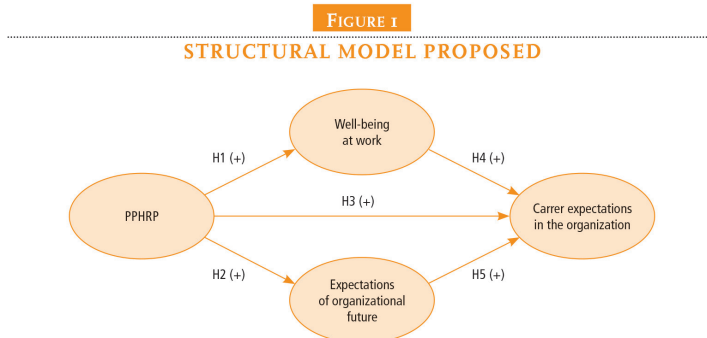 FIGURE 1
STRUCTURAL MODEL PROPOSED
Well-being
at work
H1 (+)
H4 (+)
H3 (+)
PPHRP
Carrer expectations
in the organization
H2 (+)
H5 (+)
Expectations
of organizational
future